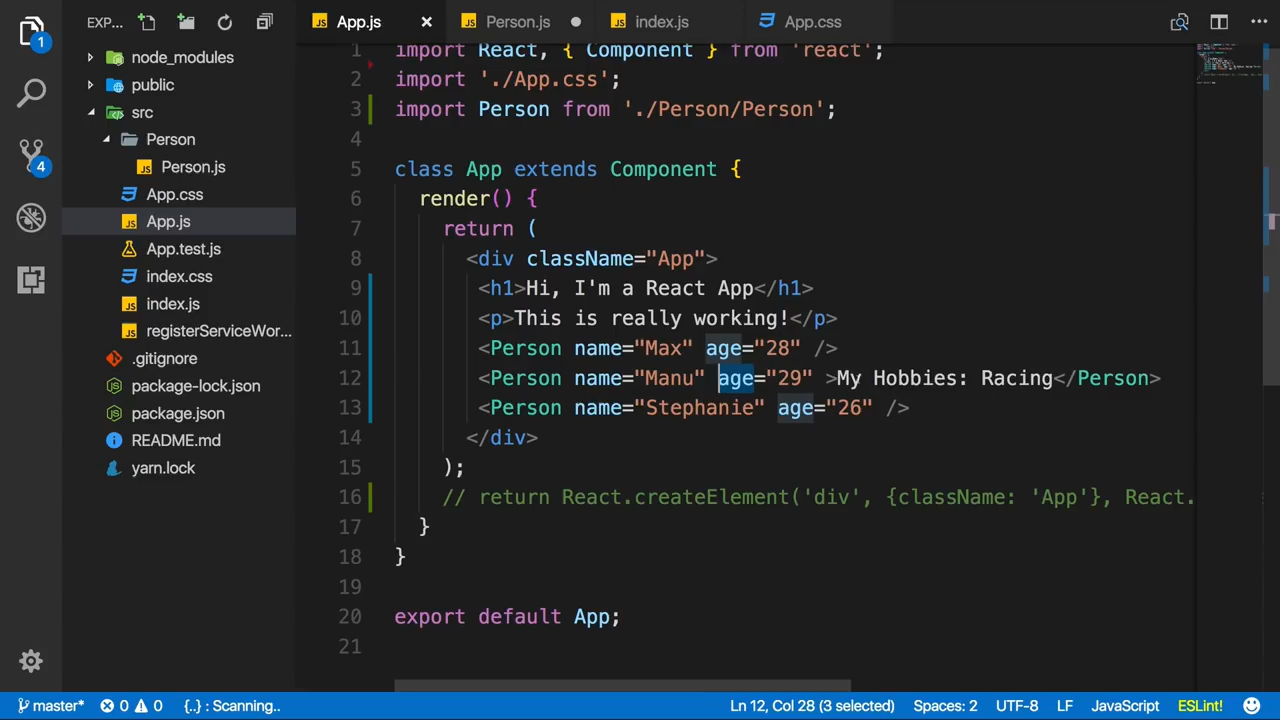 EXP...
App.js
Person.js
index.js
App.css
1
4
node_modules
public
src
Person
Person.js
App.css
App.js
App.test.js
index.css
index.js
registerServiceWor...
.gitignore
package-lock.json
package.json
README.md
yarn.lock
1 import React, { Component } from 'react';
2 import './App.css';
3 import Person from './Person/Person';
4
5 class App extends Component {
6 render() {
7 return (
8 <div className="App">
9 <h1>Hi, I'm a React App</h1>
10 <p>This is really working!</p>
11 <Person name="Max" age="28" />
12 <Person name="Manu" age="29" >My Hobbies: Racing</Person>
13 <Person name="Stephanie" age="26" />
14 </div>
15 );
16 // return React.createElement('div', {className: 'App'}, React.
17 }
18 }
19
20 export default App;
21
master* 0 0 {..} : Scanning.. Ln 12, Col 28 (3 selected) Spaces: 2 UTF-8 LF JavaScript ESLint!